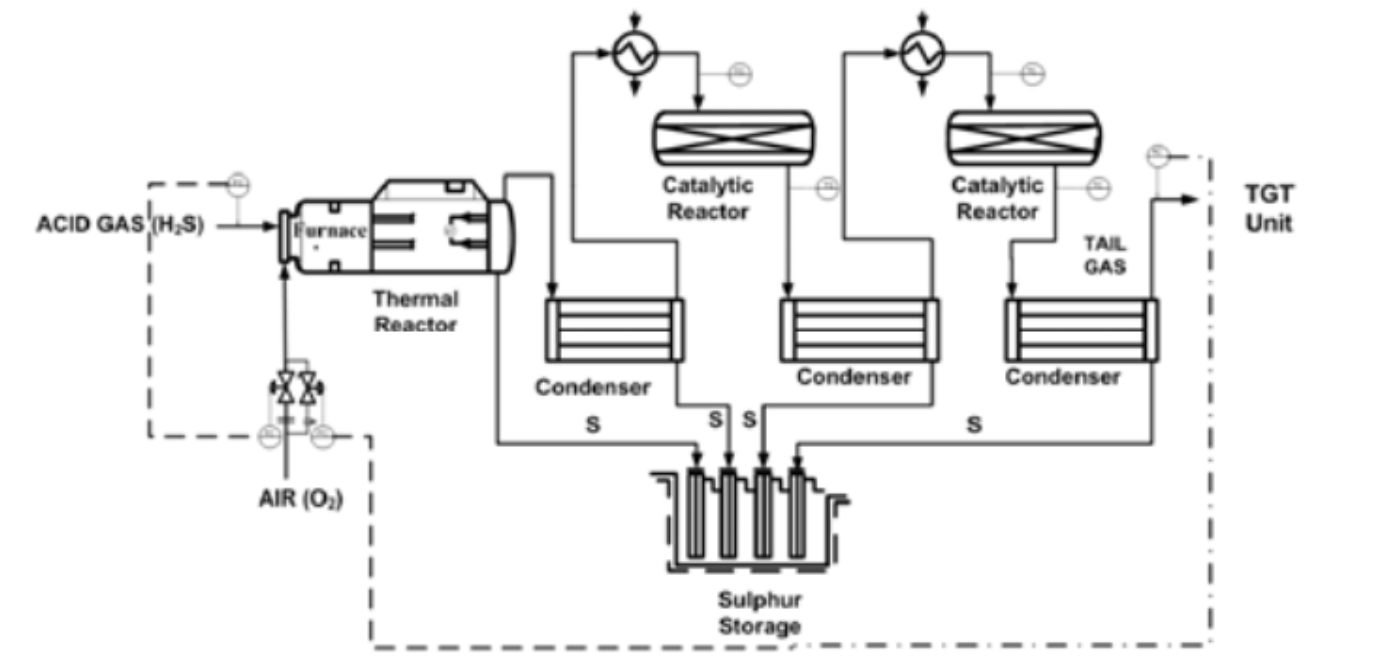 Catalytic
Reactor
Catalytic
Reactor
TGT
Unit
ACID GAS (H₂S)
Furnace
TAIL
GAS
Thermal
Reactor
Condenser
Condenser
Condenser
S
S
S
S
AIR (O₂)
Sulphur
Storage